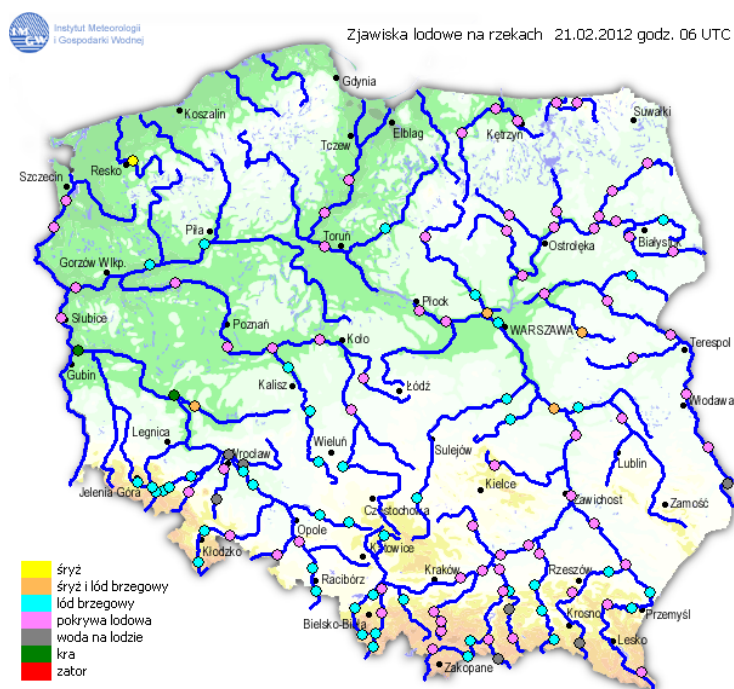 Instytut Meteorologii
i Gospodarki Wodnej
Zjawiska lodowe na rzekach 21.02.2012 godz. 06 UTC
Gdynia
Koszalin
Suwałki
Elbląg
Kętrzyn
Tczew
Resko
Szczecin
Piła
Toruń
Białystok
Ostrołęka
Gorzów Wlkp.
Płock
Słubice
Poznań
WARSZAWA
Koło
Terespol
Gubin
Kalisz
Łódź
Włodawa
Legnica
Wieluń
Sulejów
Wrocław
Lublin
Jelenia Góra
Kielce
Częstochowa
Zawichost
Zamość
Opole
Kłodzko
Katowice
Racibórz
Kraków
Rzeszów
Bielsko-Biała
Krosno
Przemyśl
Lesko
Zakopane
śryż
śryż i lód brzegowy
lód brzegowy
pokrywa lodowa
woda na lodzie
kra
zator